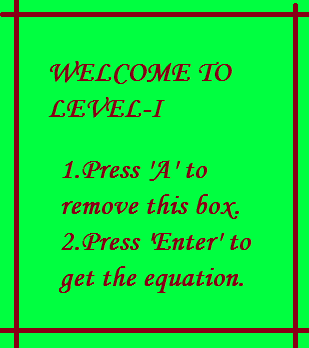 WELCOME TO
LEVEL-I
1.Press 'A' to
remove this box.
2.Press 'Enter' to
get the equation.